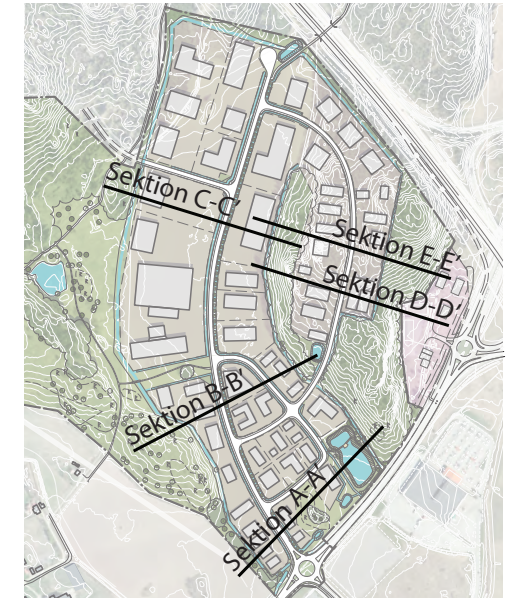 Sektion C-C'
Sektion E-E'
Sektion D-D'
Sektion B-B'
Sektion A-A'